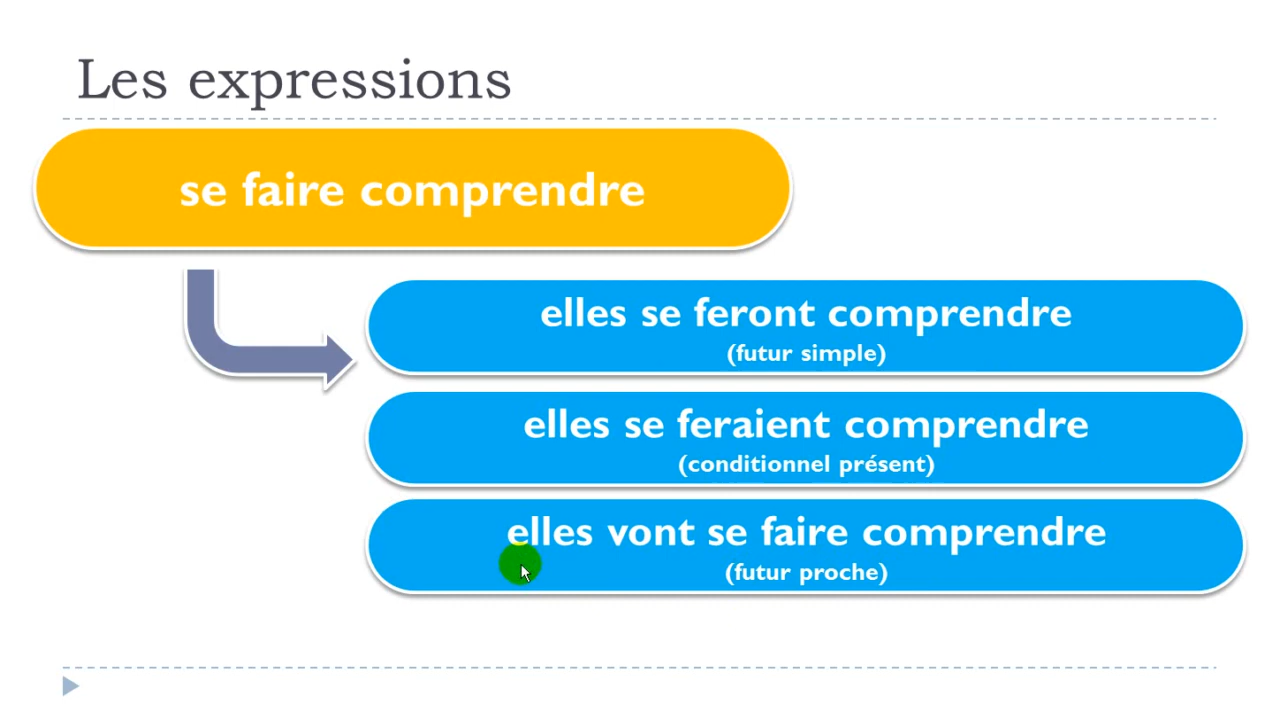 Les expressions
se faire comprendre
elles se feront comprendre
(futur simple)
elles se feraient comprendre
(conditionnel présent)
elles vont se faire comprendre
(futur proche)